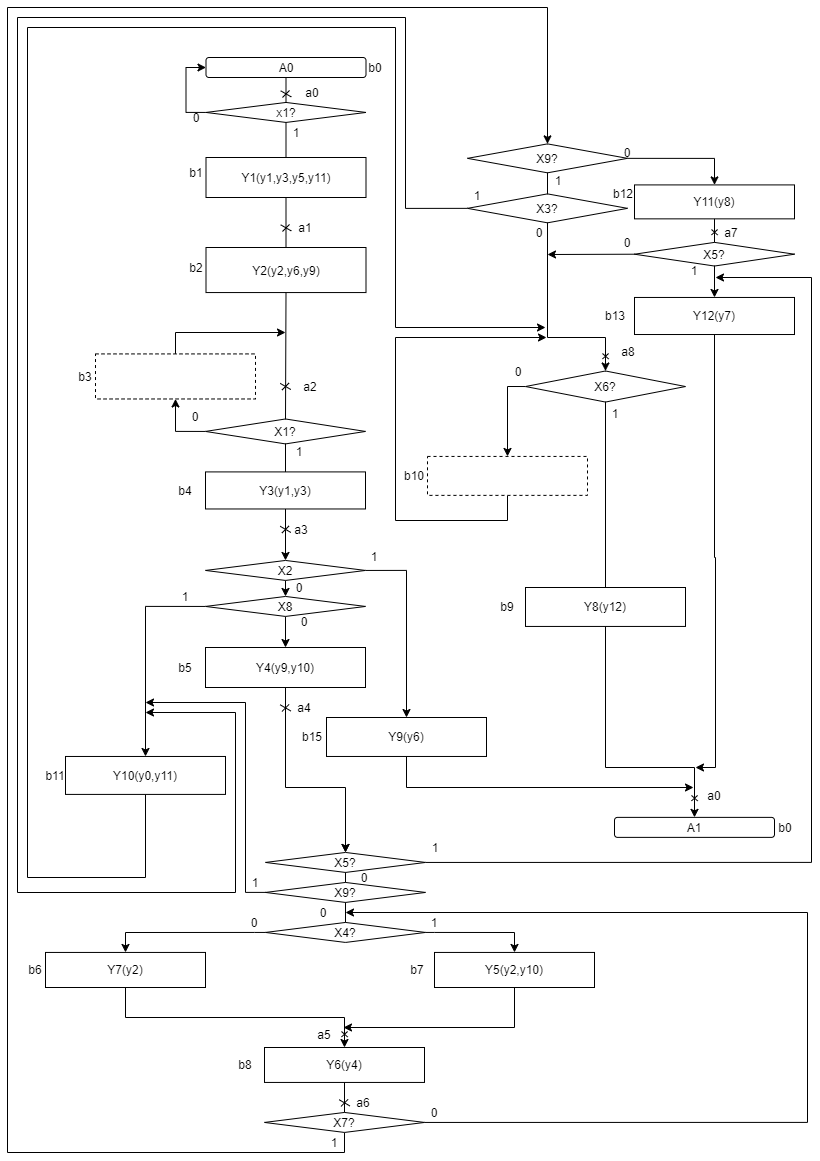 A0
b0
a0
x1?
0
1
b1
Y1(y1,y3,y5,y11)
a1
b2
Y2(y2,y6,y9)
b3
a2
0
X1?
1
b4
Y3(y1,y3)
a3
X2
1
0
X8
1
0
b5
Y4(y9,y10)
a4
b15
Y9(y6)
b11
Y10(y0,y11)
X9?
0
1
1
X3?
0
b12
Y11(y8)
a7
0
X5?
1
b13
Y12(y7)
a8
0
X6?
1
b10
b9
Y8(y12)
a0
A1
b0
X5?
1
0
1
X9?
0
0
X4?
1
b6
Y7(y2)
b7
Y5(y2,y10)
a5
b8
Y6(y4)
a6
X7?
0
1